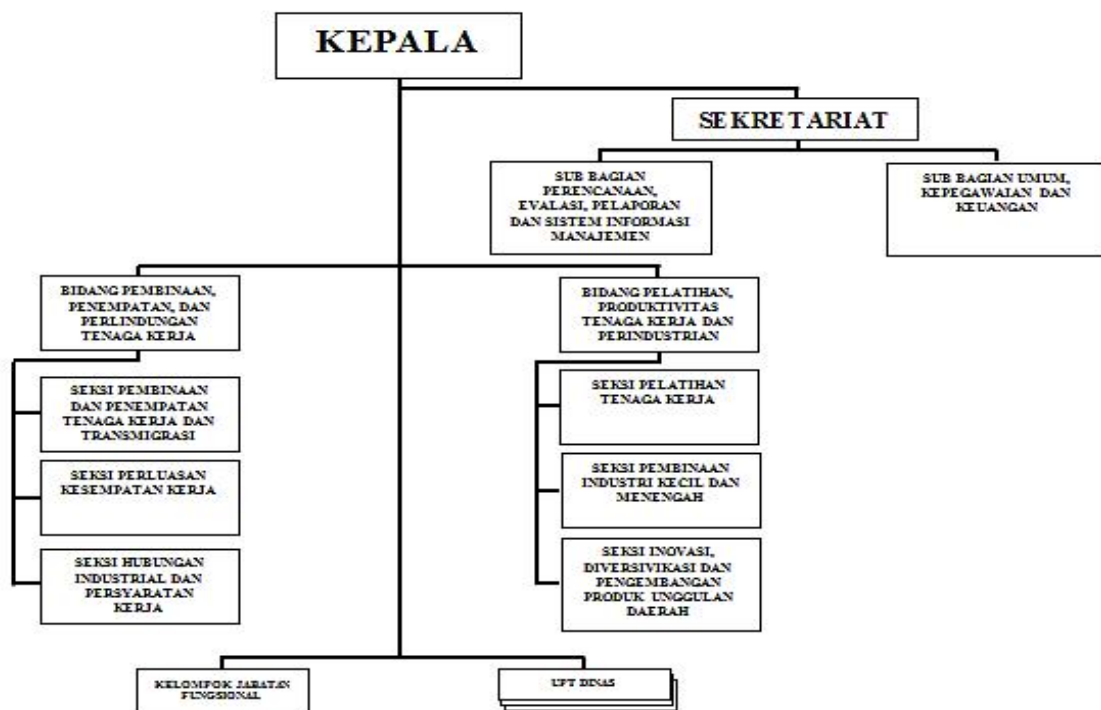 KEPALA
SEKRETARIAT
SUB BAGIAN
PERENCANAAN,
EVALASI, PELAPORAN
DAN SISTEM INFORMASI
MANAJEMEN
SUB BAGIAN UMUM,
KEPEGAWAIAN DAN
KEUANGAN
BIDANG PEMBINAAN,
PENEMPATAN, DAN
PERLINDUNGAN
TENAGA KERJA
SEKSI PEMBINAAN
DAN PENEMPATAN
TENAGA KERJA DAN
TRANSMIGRASI
SEKSI PERLUASAN
KESEMPATAN KERJA
SEKSI HUBUNGAN
INDUSTRIAL DAN
PERSYARATAN
KERJA
BIDANG PELATIHAN,
PRODUKTIVITAS
TENAGA KERJA DAN
PERINDUSTRIAN
SEKSI PELATIHAN
TENAGA KERJA
SEKSI PEMBINAAN
INDUSTRI KECIL DAN
MENENGAH
SEKSI INOVASI,
DIVERSIVIKASI DAN
PENGEMBANGAN
PRODUK UNGGULAN
DAERAH
KELOMPOK JABATAN
FUNGSIONAL
UPT DINAS